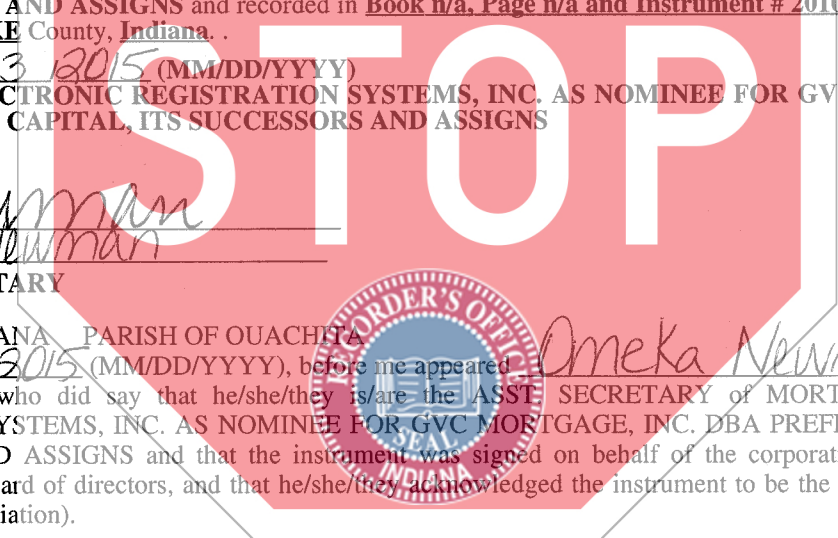 AND ASSIGNS and recorded in Book n/a, Page n/a and Instrument # 2010
KE County, Indiana. .
3 /2015 (MM/DD/YYYY)
CTRONIC REGISTRATION SYSTEMS, INC. AS NOMINEE FOR GV
CAPITAL, ITS SUCCESSORS AND ASSIGNS
STOP
wman
ewman
TARY
ANA PARISH OF OUACHITA
2015 (MM/DD/YYYY), before me appeared Omeka New
who did say that he/she/they is/are the ASST. SECRETARY of MORT
YSTEMS, INC. AS NOMINEE FOR GVC MORTGAGE, INC. DBA PREF
D ASSIGNS and that the instrument was signed on behalf of the corporat
ard of directors, and that he/she/they acknowledged the instrument to be the
iation).
RECORDER'S OFFICE
SEAL
INDIANA